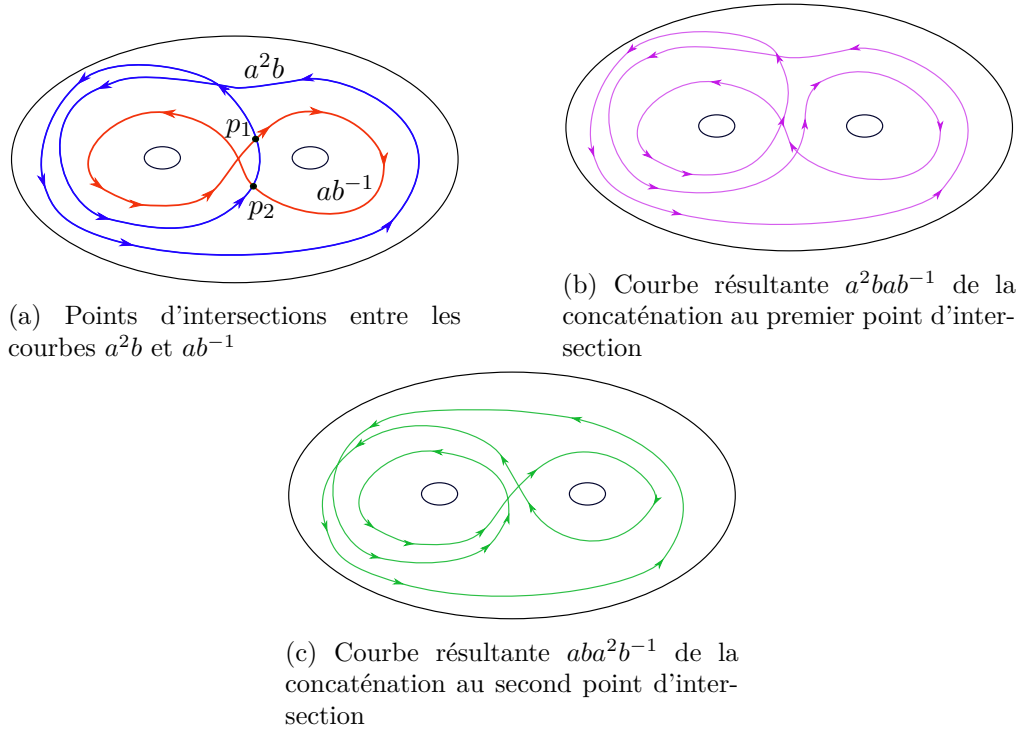 a²b
p₁
ab⁻¹
p₂
(a) Points d'intersections entre les
courbes a²b et ab⁻¹
(b) Courbe résultante a²bab⁻¹ de la
concaténation au premier point d'inter-
section
(c) Courbe résultante aba²b⁻¹ de la
concaténation au second point d'inter-
section